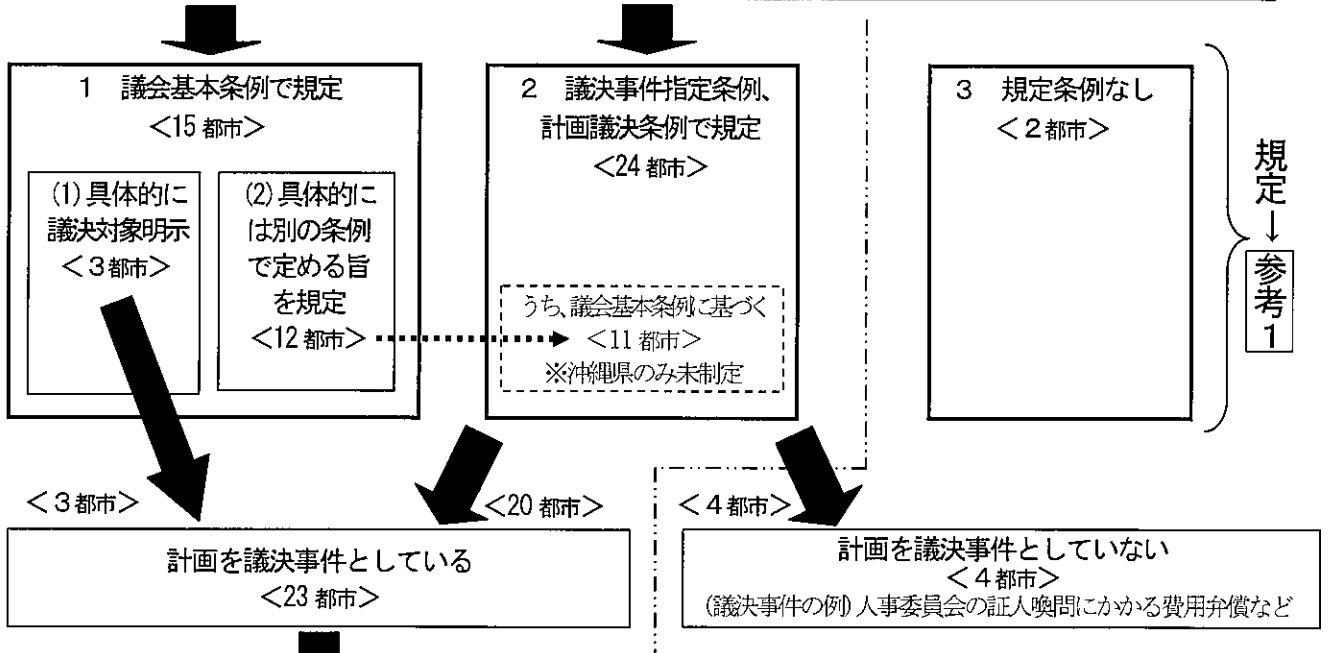 1 議会基本条例で規定
<15都市>
(1)具体的に
議決対象明示
<3都市>
(2)具体的に
は別の条例
で定める旨
を規定
<12都市>
2 議決事件指定条例、
計画議決条例で規定
<24都市>
うち、議会基本条例に基づく
<11都市>
※沖縄県のみ未制定
3 規定条例なし
<2都市>
規定→参考1
<3都市>
<20都市>
<4都市>
計画を議決事件としている
<23都市>
計画を議決事件としていない
<4都市>
(議決事件の例)人事委員会の証人喚問にかかる費用弁償など